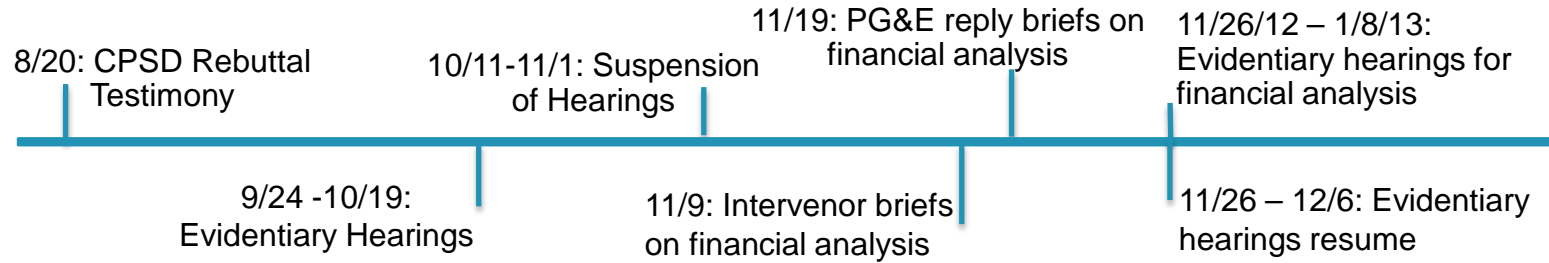 8/20: CPSD Rebuttal
Testimony
9/24 -10/19:
Evidentiary Hearings
10/11-11/1: Suspension
of Hearings
11/9: Intervenor briefs
on financial analysis
11/19: PG&E reply briefs on
financial analysis
11/26/12 – 1/8/13:
Evidentiary hearings for
financial analysis
11/26 – 12/6: Evidentiary
hearings resume